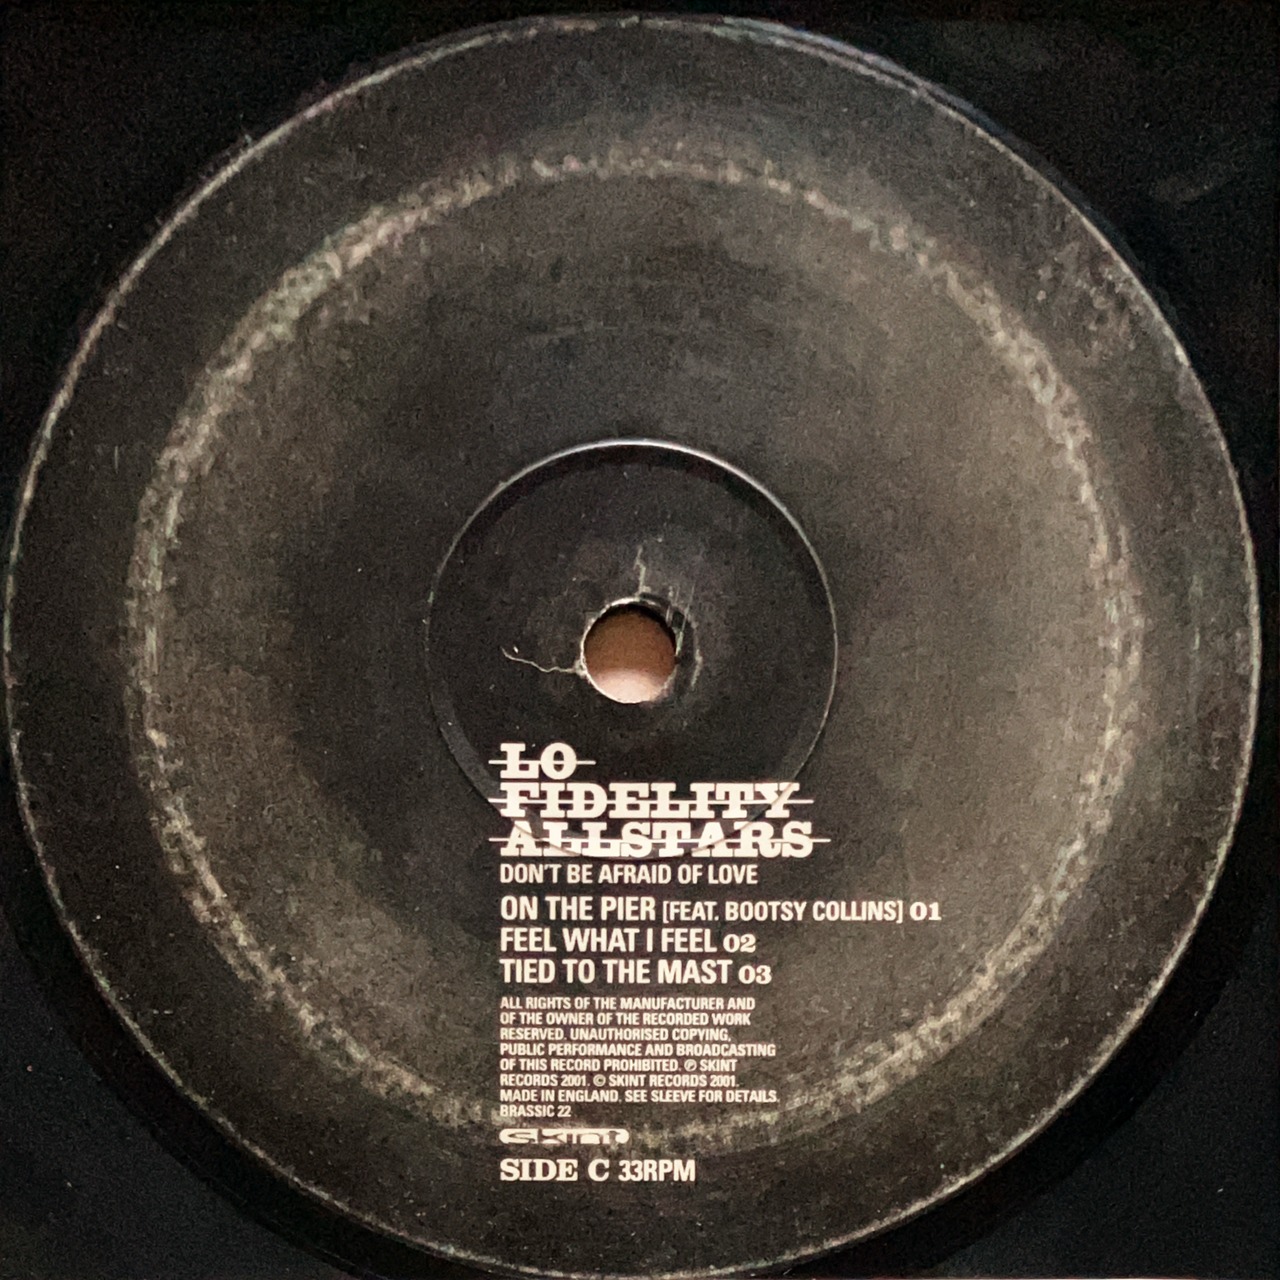 LO
FIDELITY
ALLSTARS
DON'T BE AFRAID OF LOVE
ON THE PIER [FEAT. BOOTSY COLLINS] 01
FEEL WHAT I FEEL 02
TIED TO THE MAST 03
ALL RIGHTS OF THE MANUFACTURER AND
OF THE OWNER OF THE RECORDED WORK
RESERVED. UNAUTHORISED COPYING,
PUBLIC PERFORMANCE AND BROADCASTING
OF THIS RECORD PROHIBITED. ℗ SKINT
RECORDS 2001. © SKINT RECORDS 2001.
MADE IN ENGLAND. SEE SLEEVE FOR DETAILS.
BRASSIC 22
SKINT
SIDE C 33RPM